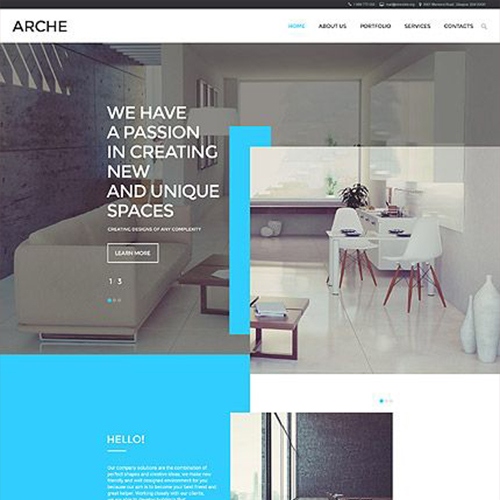 ARCHE
HOME ABOUT US PORTFOLIO SERVICES CONTACTS
WE HAVE
A PASSION
IN CREATING
NEW
AND UNIQUE
SPACES
CREATING DESIGNS OF ANY COMPLEXITY
LEARN MORE
1 3
HELLO!
Our company solutions are the combination of
perfect shapes and creative ideas, we make new
friendly and well designed environment for you
because our aim is to become your best friend and
great helper. Working closely with our clients,